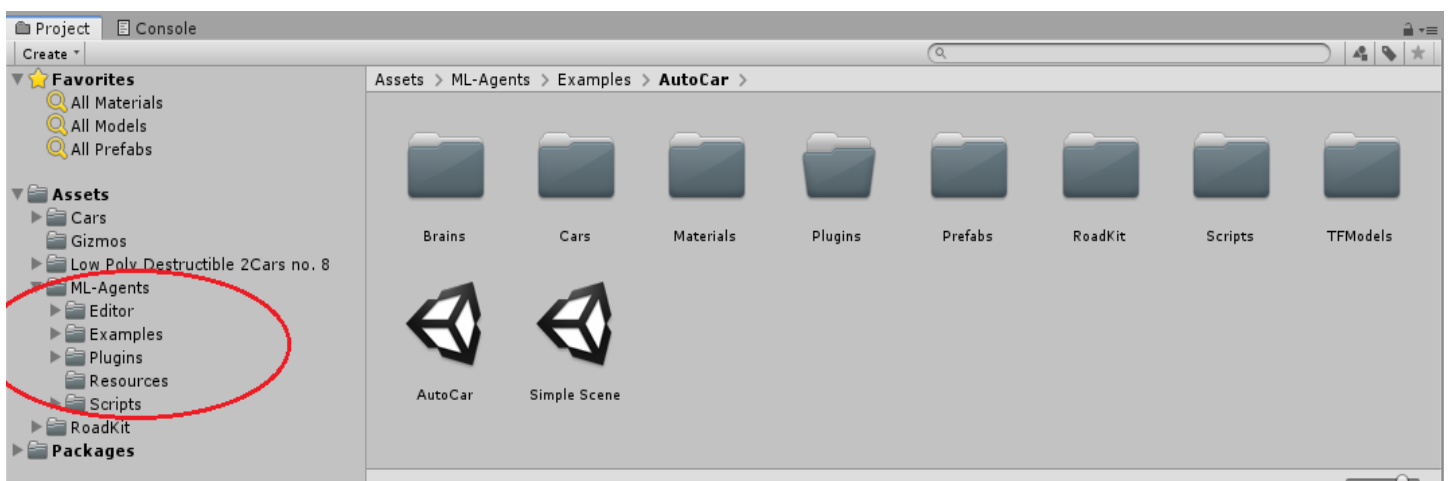 Project Console
Create
Favorites
All Materials
All Models
All Prefabs
Assets
Cars
Gizmos
Low Poly Destructible 2Cars no. 8
ML-Agents
Editor
Examples
Plugins
Resources
Scripts
RoadKit
Packages
Assets > ML-Agents > Examples > AutoCar >
Brains Cars Materials Plugins Prefabs RoadKit Scripts TFModels
AutoCar Simple Scene